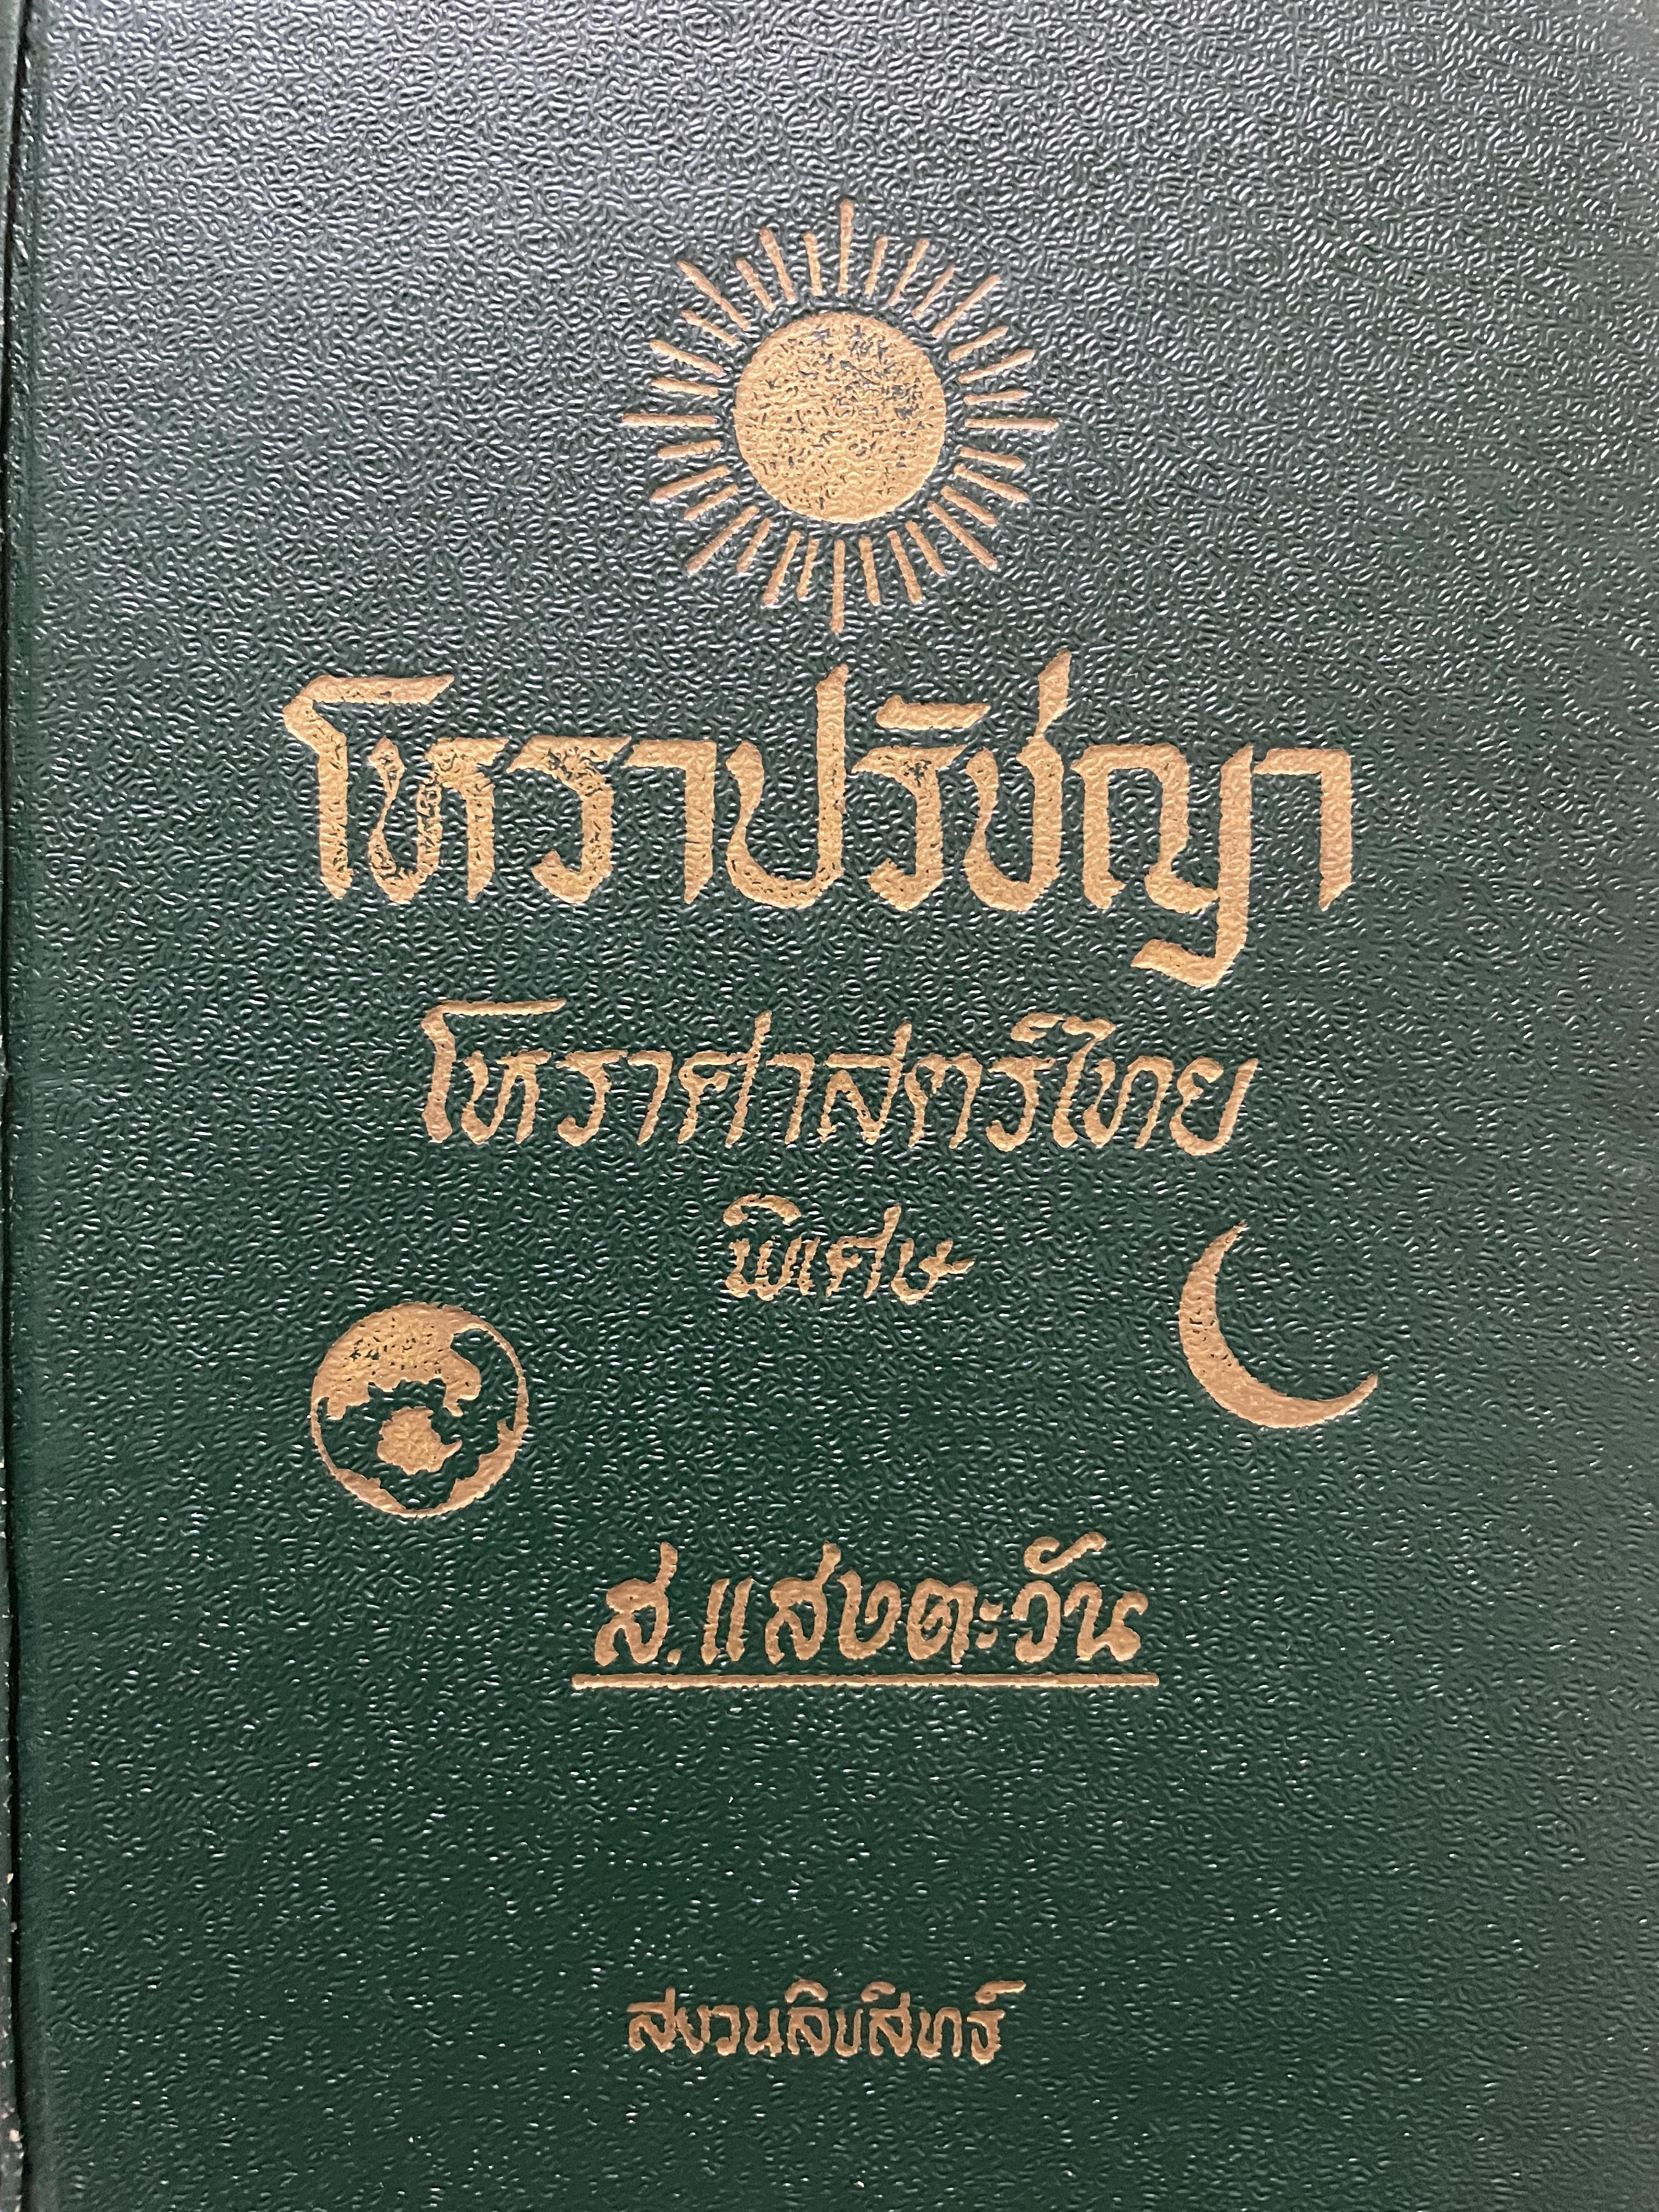 โหราปรัชญา
โหราศาสตร์ไทย
พิเศษ
ส.แสงตะวัน
สงวนลิขสิทธิ์